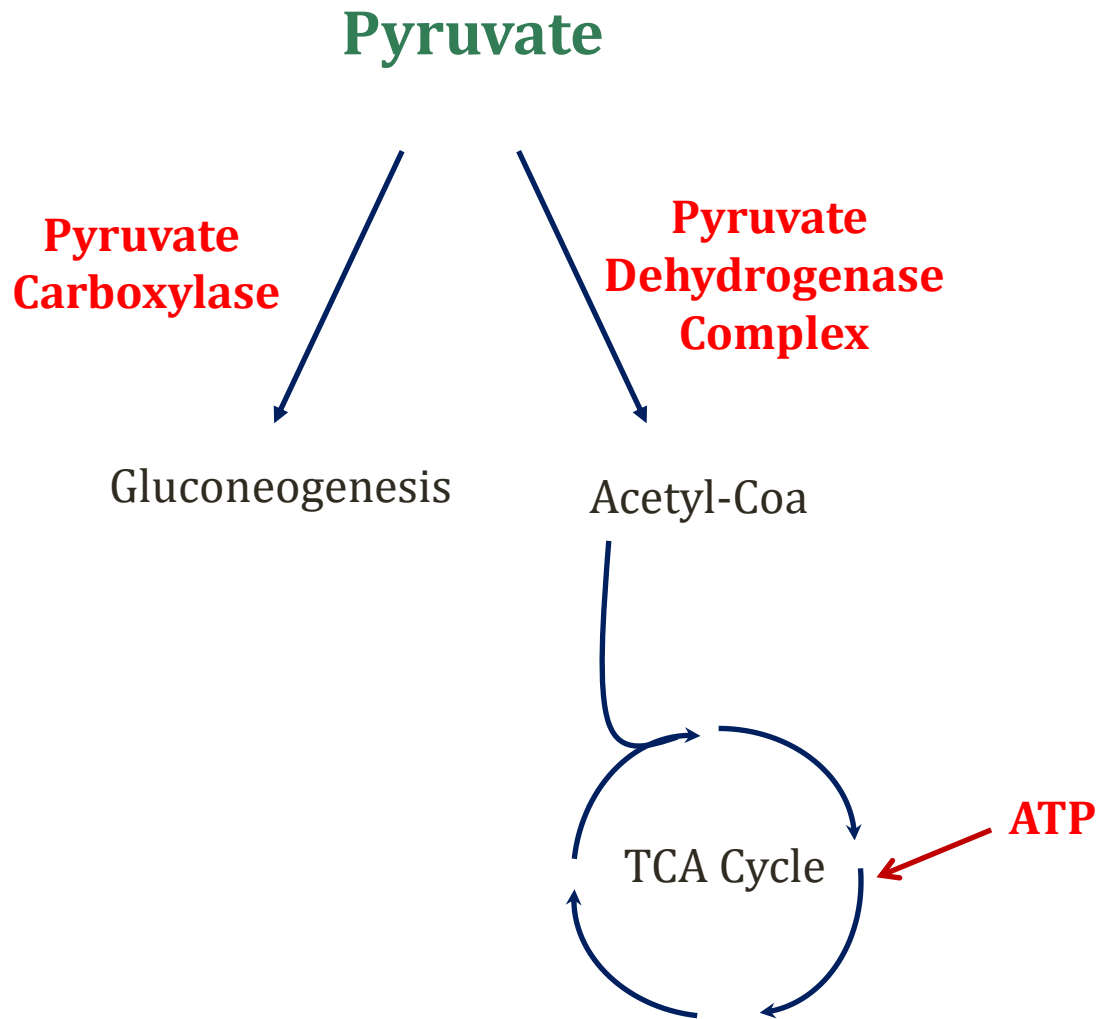 Pyruvate
Pyruvate
Carboxylase
Pyruvate
Dehydrogenase
Complex
Gluconeogenesis
Acetyl-Coa
ATP
TCA Cycle